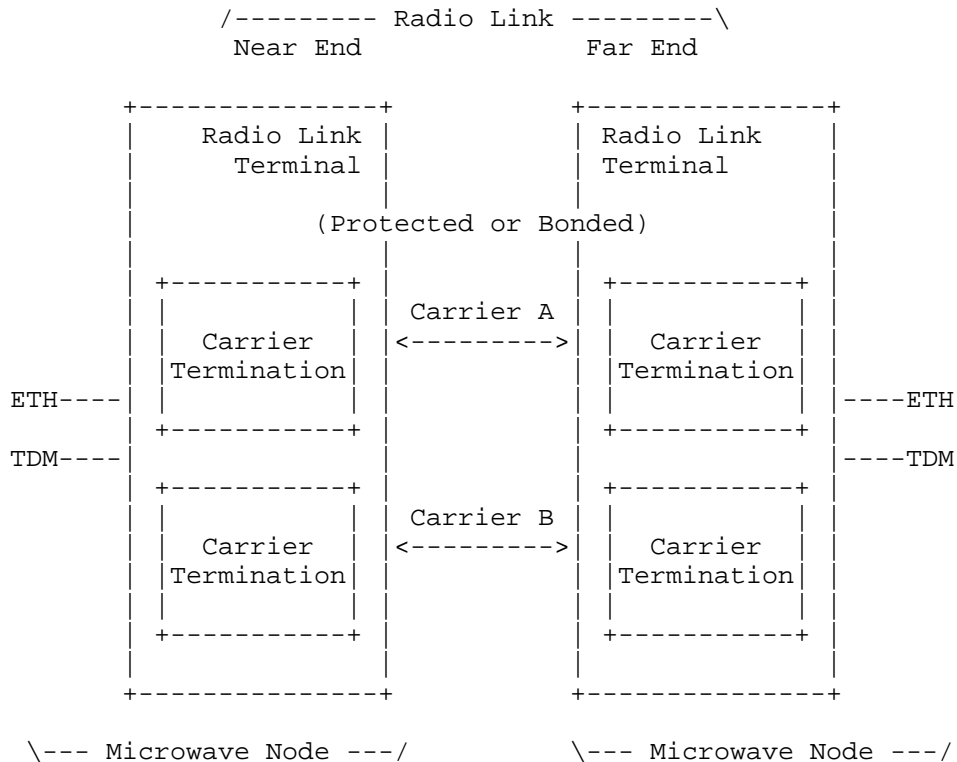 /--------- Radio Link ---------\
Near End Far End
+---------------+ +---------------+
| Radio Link | | Radio Link |
| Terminal | | Terminal |
(Protected or Bonded)
+-----------+ +-----------+
Carrier A
| Carrier | <---------> | Carrier |
|Termination| |Termination|
ETH----| |----ETH
+-----------+ +-----------+
TDM----| |----TDM
+-----------+ +-----------+
Carrier B
| Carrier | <---------> | Carrier |
|Termination| |Termination|
+-----------+ +-----------+
+---------------+ +---------------+
\--- Microwave Node ---/ \--- Microwave Node ---/